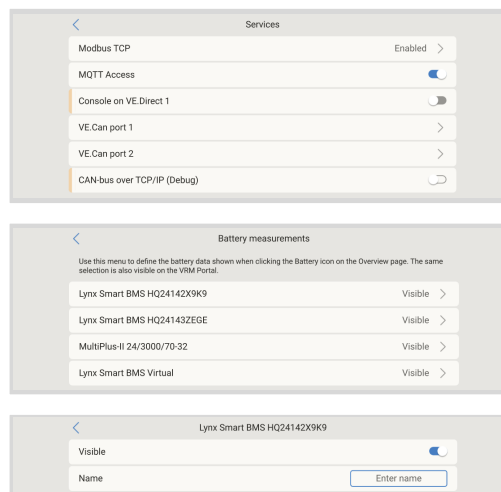 Services
Modbus TCP Enabled
MQTT Access
Console on VE.Direct 1
VE.Can port 1
VE.Can port 2
CAN-bus over TCP/IP (Debug)
Battery measurements
Use this menu to define the battery data shown when clicking the Battery icon on the Overview page. The same
selection is also visible on the VRM Portal.
Lynx Smart BMS HQ24142X9K9 Visible
Lynx Smart BMS HQ24143ZEGE Visible
MultiPlus-II 24/3000/70-32 Visible
Lynx Smart BMS Virtual Visible
Lynx Smart BMS HQ24142X9K9
Visible
Name Enter name